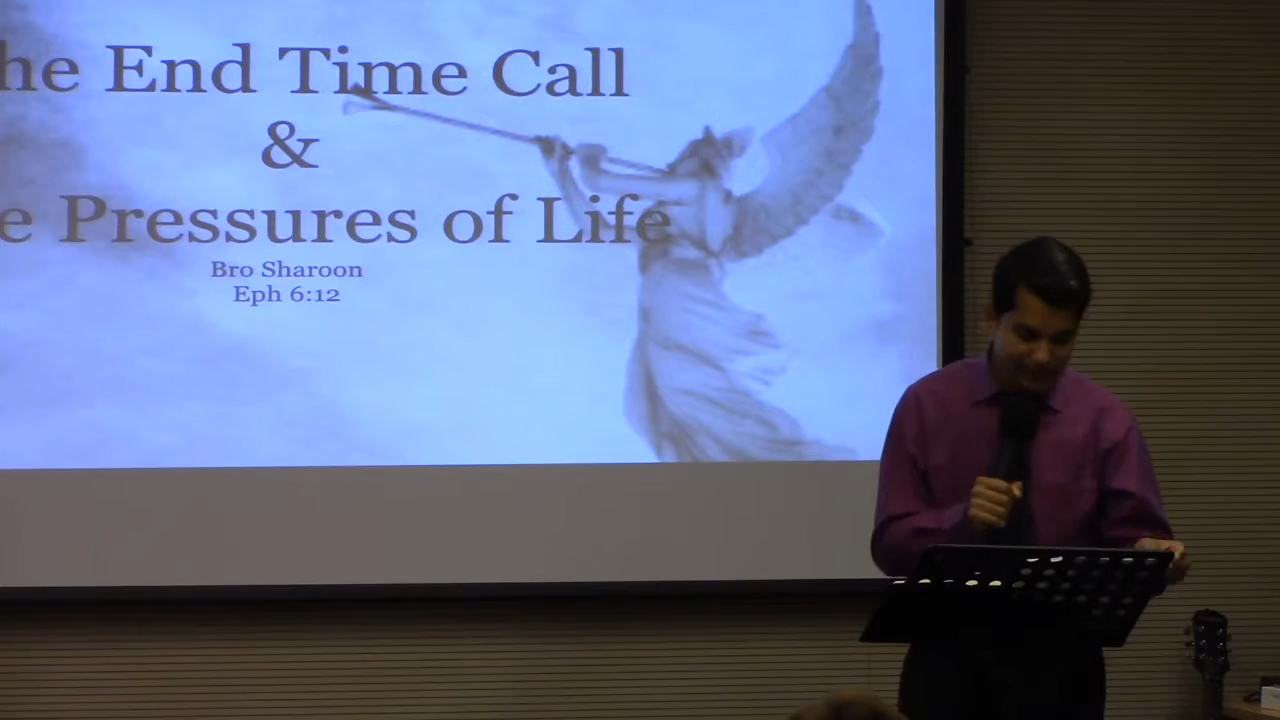 he End Time Call
&
e Pressures of Life
Bro Sharoon
Eph 6:12